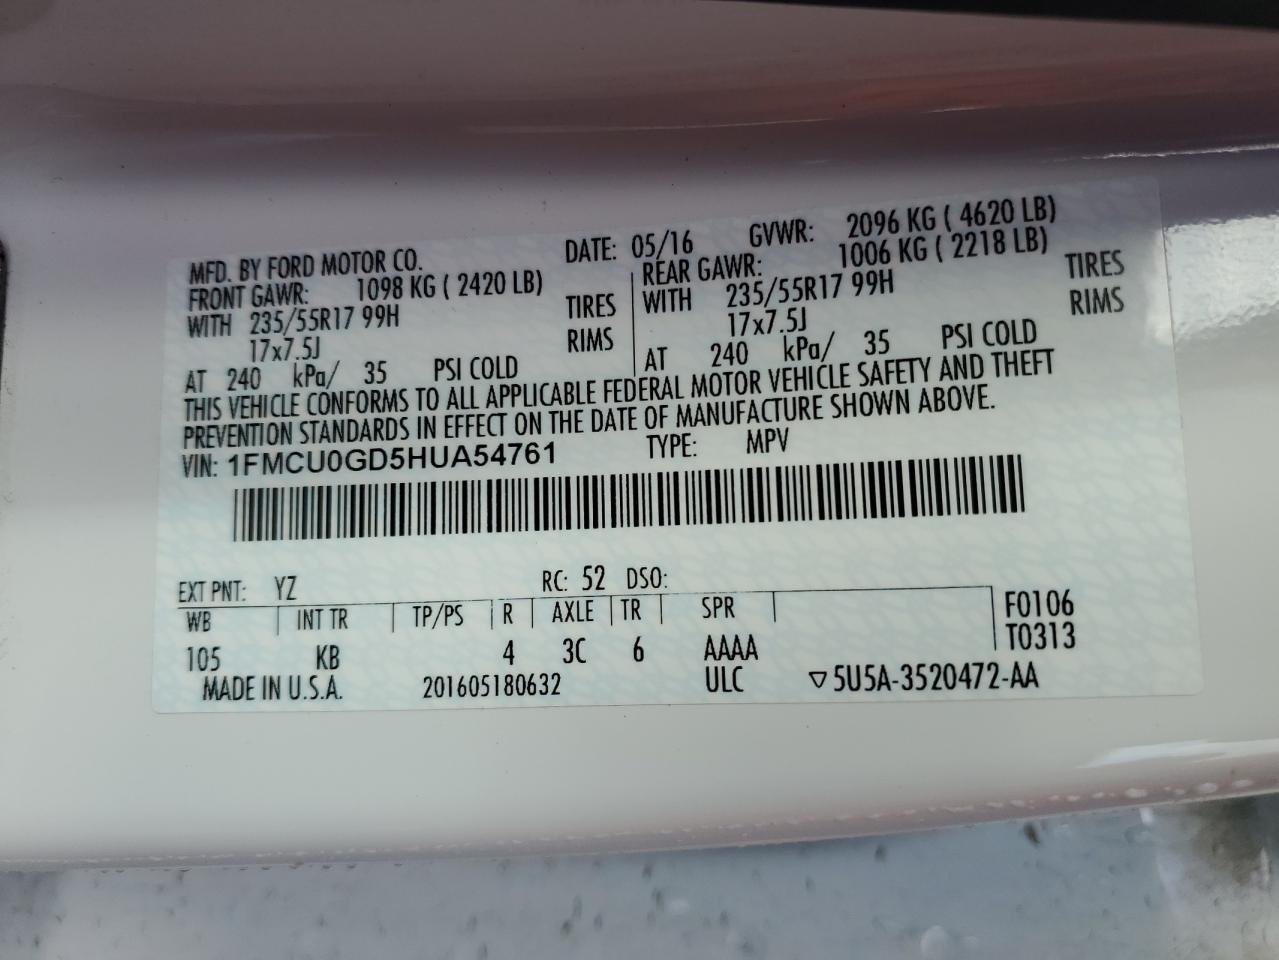 MFD. BY FORD MOTOR CO. DATE: 05/16 GVWR: 2096 KG ( 4620 LB)
FRONT GAWR: 1098 KG ( 2420 LB) REAR GAWR: 1006 KG ( 2218 LB)
WITH 235/55R17 99H TIRES WITH 235/55R17 99H TIRES
17x7.5J RIMS 17x7.5J RIMS
AT 240 kPa/ 35 PSI COLD AT 240 kPa/ 35 PSI COLD
THIS VEHICLE CONFORMS TO ALL APPLICABLE FEDERAL MOTOR VEHICLE SAFETY AND THEFT
PREVENTION STANDARDS IN EFFECT ON THE DATE OF MANUFACTURE SHOWN ABOVE.
VIN: 1FMCU0GD5HUA54761 TYPE: MPV
EXT PNT: YZ RC: 52 DSO:
WB INT TR TP/PS R AXLE TR SPR F0106
105 KB 4 3C 6 AAAA T0313
MADE IN U.S.A. 201605180632 ULC ▽5U5A-3520472-AA